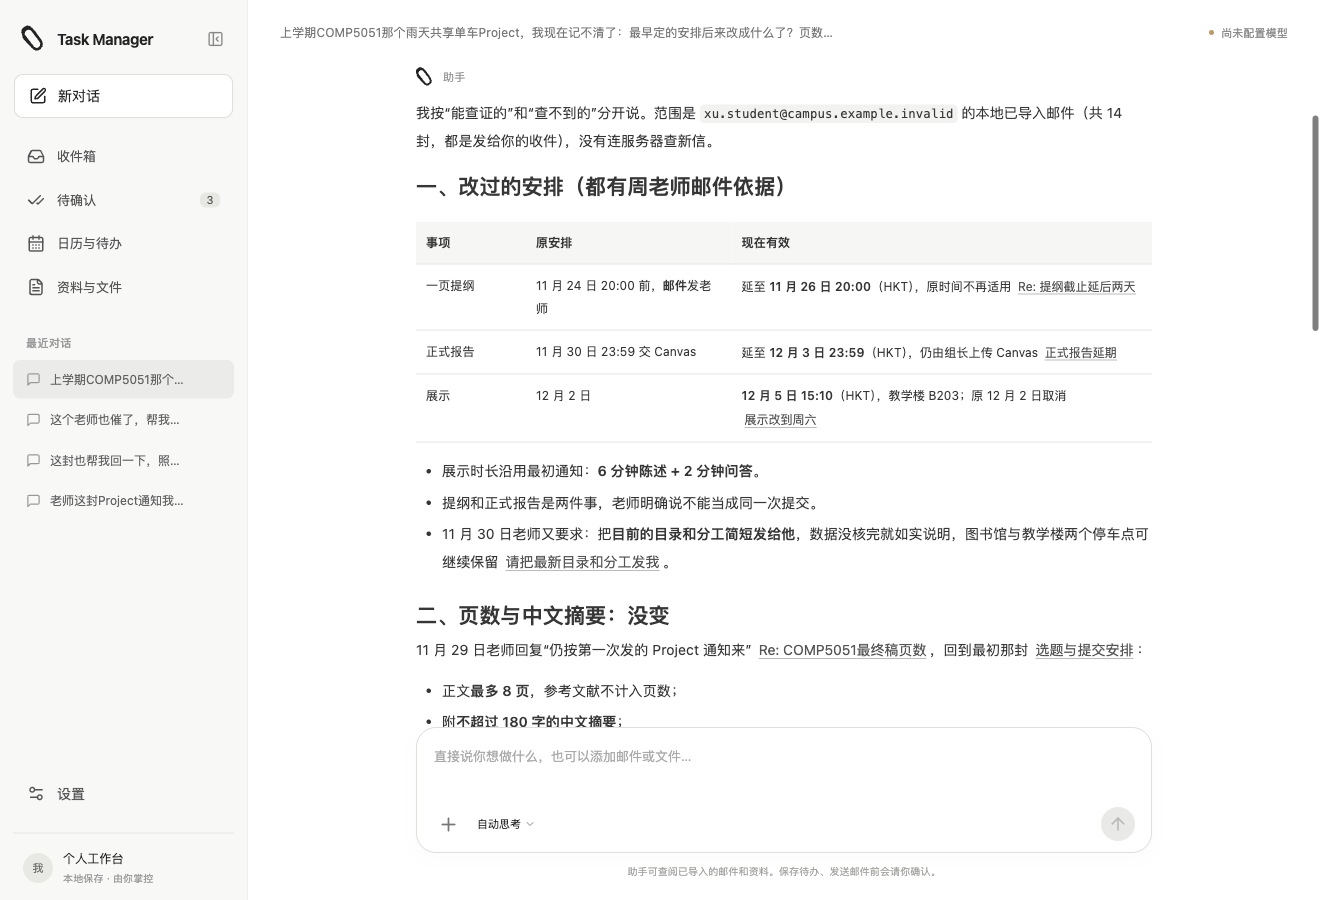 Task Manager
新对话
收件箱
待确认
3
日历与待办
资料与文件
最近对话
上学期COMP5051那个...
这个老师也催了，帮我...
这封也帮我回一下，照...
老师这封Project通知我...
设置
我
个人工作台
本地保存 · 由你掌控
上学期COMP5051那个雨天共享单车Project，我现在记不清了：最早定的安排后来改成什么了？页数...
尚未配置模型
助手
我按“能查证的”和“查不到的”分开说。范围是 xu.student@campus.example.invalid 的本地已导入邮件（共 14
封，都是发给你的收件），没有连服务器查新信。
一、改过的安排（都有周老师邮件依据）
事项 原安排 现在有效
一页提纲
11 月 24 日 20:00 前，邮件发老
师
延至 11 月 26 日 20:00（HKT），原时间不再适用 Re: 提纲截止延后两天
正式报告
11 月 30 日 23:59 交 Canvas
延至 12 月 3 日 23:59（HKT），仍由组长上传 Canvas 正式报告延期
展示
12 月 2 日
12 月 5 日 15:10（HKT），教学楼 B203；原 12 月 2 日取消
展示改到周六
• 展示时长沿用最初通知：6 分钟陈述 + 2 分钟问答。
• 提纲和正式报告是两件事，老师明确说不能当成同一次提交。
• 11 月 30 日老师又要求：把目前的目录和分工简短发给他，数据没核完就如实说明，图书馆与教学楼两个停车点可
继续保留 请把最新目录和分工发我 。
二、页数与中文摘要：没变
11 月 29 日老师回复“仍按第一次发的 Project 通知来” Re: COMP5051最终稿页数 ，回到最初那封 选题与提交安排 ：
• 正文最多 8 页，参考文献不计入页数；
• 附不超过 180 字的中文摘要；
直接说你想做什么，也可以添加邮件或文件...
自动思考
助手可查阅已导入的邮件和资料。保存待办、发送邮件前会请你确认。